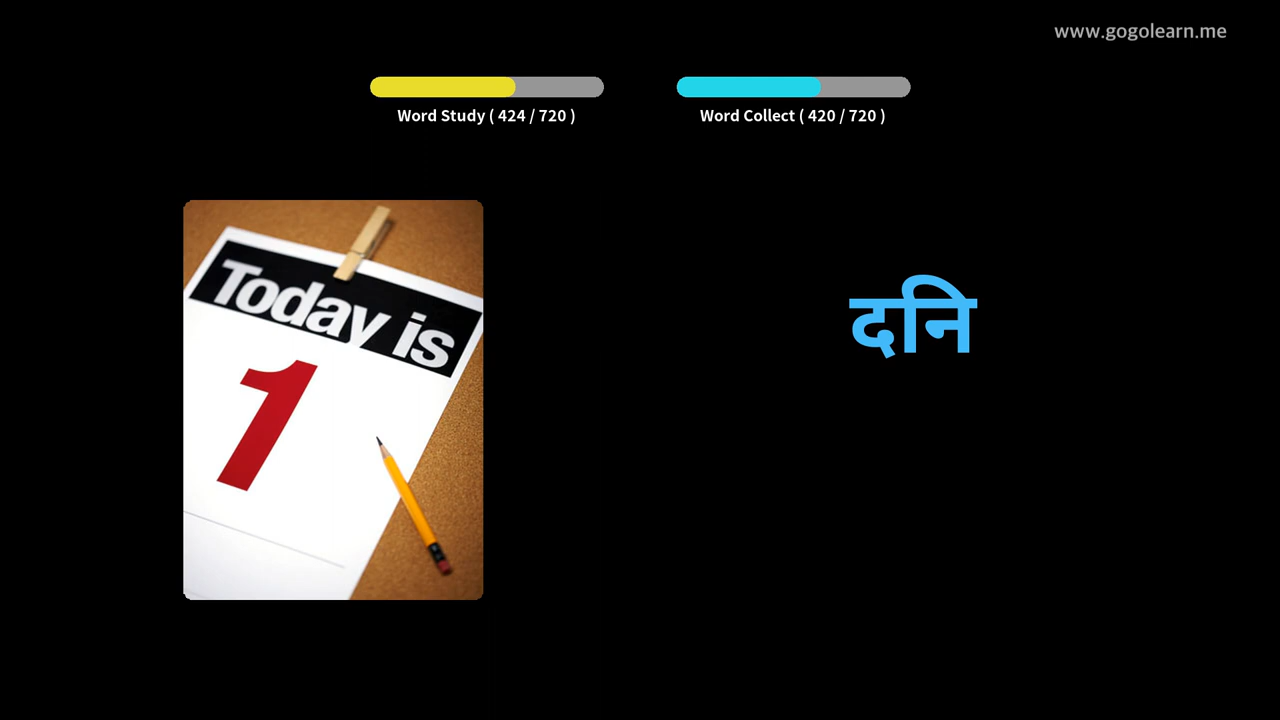 www.gogolearn.me
Word Study ( 424 / 720 )
Word Collect ( 420 / 720 )
Today is
1
दनि